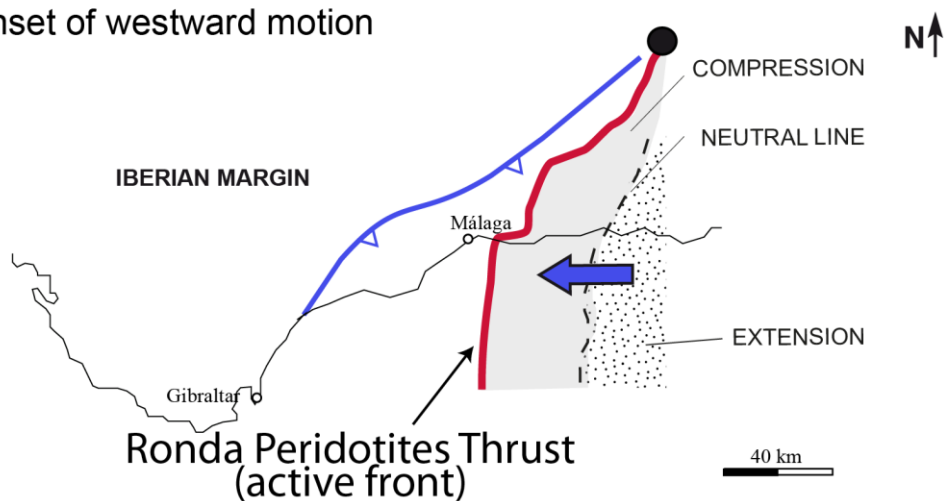 nset of westward motion
N
COMPRESSION
NEUTRAL LINE
IBERIAN MARGIN
Málaga
EXTENSION
Gibraltar
Ronda Peridotites Thrust
(active front)
40 km